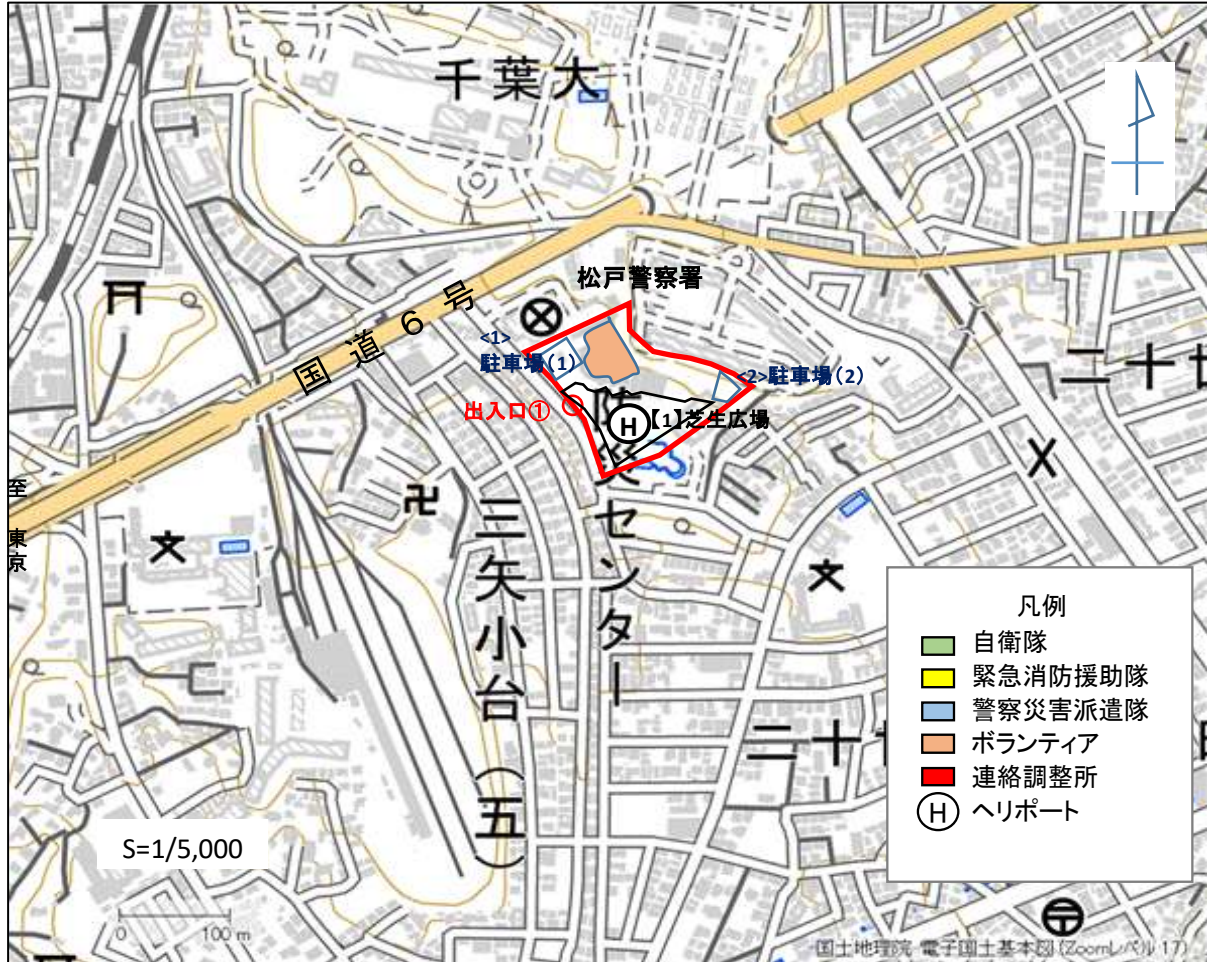 千葉大
松戸警察署
国道6号
<1>
駐車場(1)
<2>駐車場(2)
出入口①
H
【1】芝生広場
センター
三矢小台(五)
二十
二十
至
東京
凡例
自衛隊
緊急消防援助隊
警察災害派遣隊
ボランティア
連絡調整所
H ヘリポート
S=1/5,000
0 100 m
国土地理院 電子国土基本図(Zoomレベル 17)